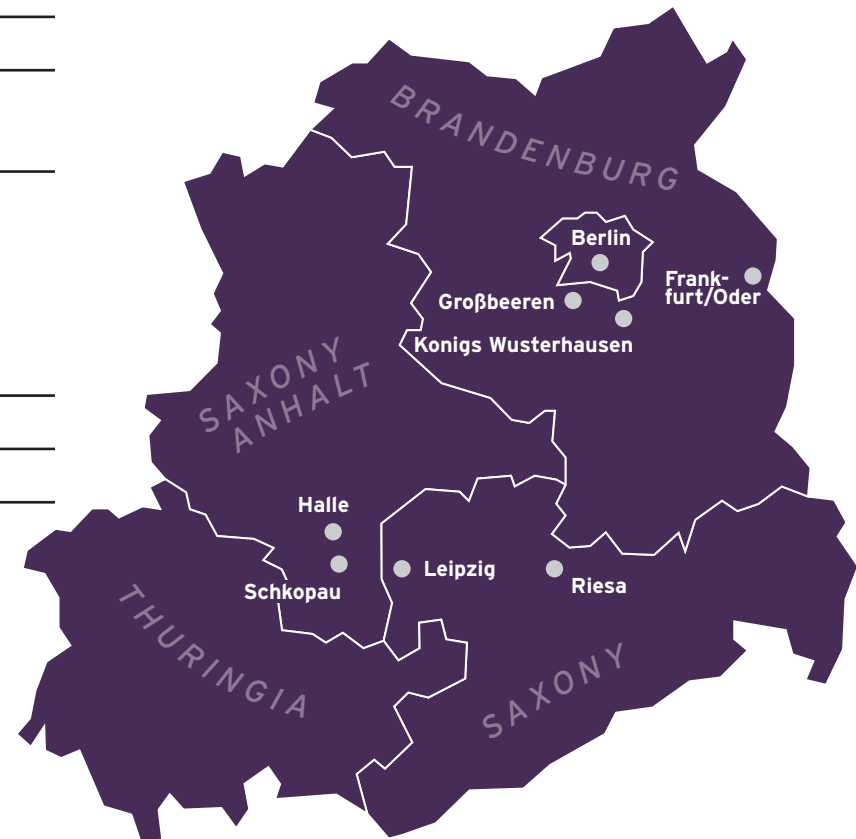 BRANDENBURG
Berlin
Frank-
furt/Oder
Großbeeren
Konigs Wusterhausen
SAXONY
ANHALT
Halle
Leipzig
Riesa
Schkopau
THURINGIA
SAXONY